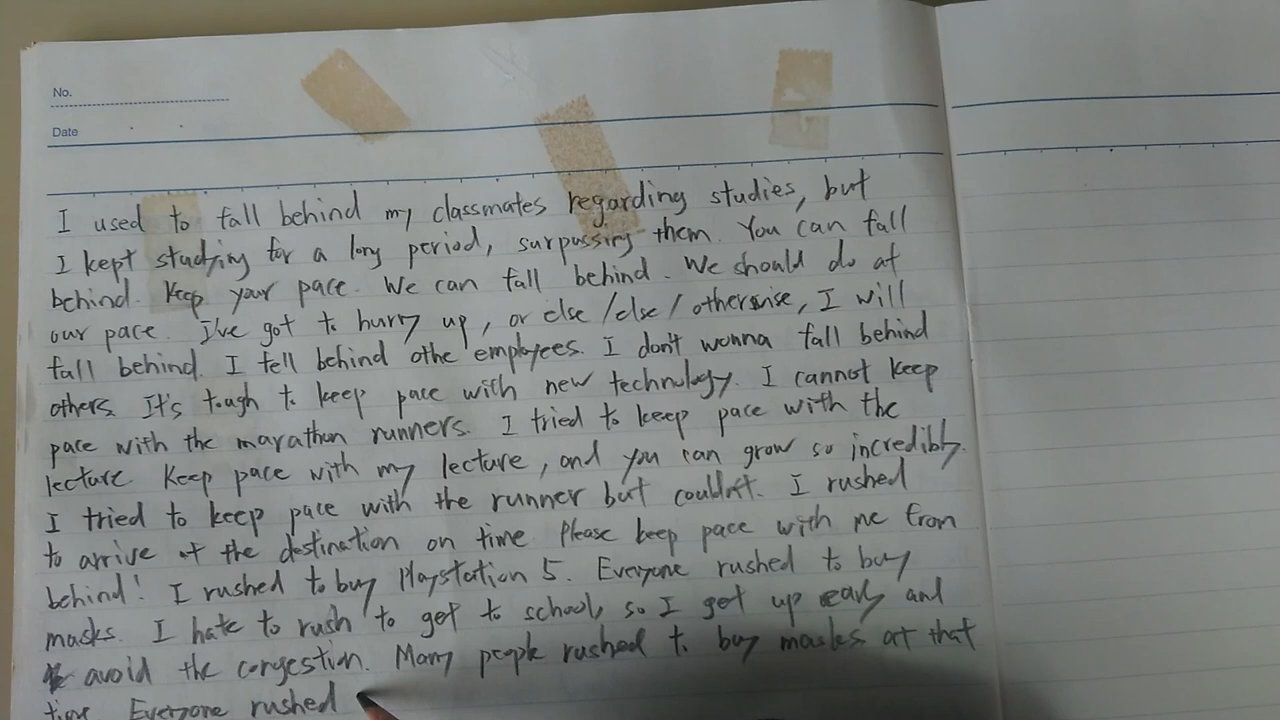 No.
Date
I used to fall behind my classmates regarding studies, but
I kept studying for a long period, surpussing them. You can fall
behind. Keep your pace. We can fall behind. We should do at
our pace. I've got to hurry up, or else /else / otherwise, I will
fall behind. I fell behind othe employees. I don't wonna fall behind
others. It's tough to keep pace with new technology. I cannot keep
pace with the marathon runners. I tried to keep pace with the
lecture Keep pace with my lecture, and you can grow so incredibly.
I tried to keep pace with the runner but couldn't. I rushed
to arrive at the destination on time Please keep pace with me from
behind! I rushed to buy Playstation 5. Everyone rushed to buy
masks. I hate to rush to get to school, so I get up early and
avoid the congestion. Many people rushed to buy masks at that
time Everyone rushed